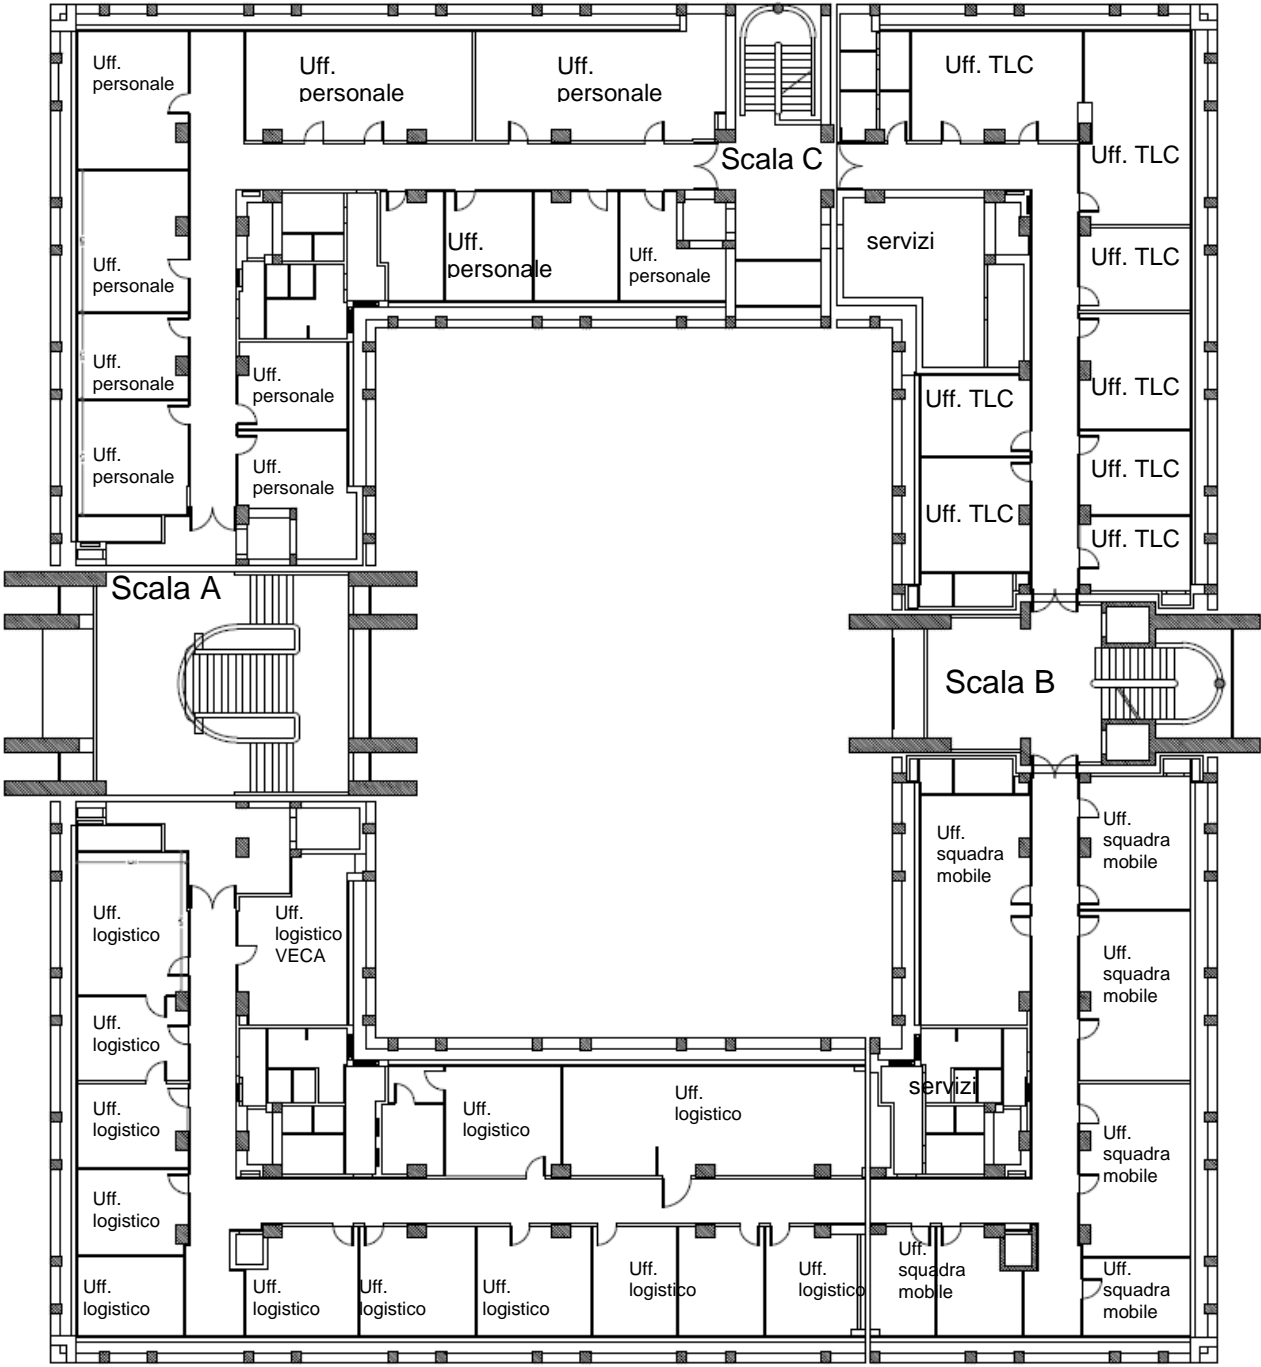 Uff.
personale
Uff.
personale
Uff.
personale
Uff. TLC
Scala C
Uff. TLC
Uff.
personale
Uff.
personale
Uff.
personale
servizi
Uff. TLC
Uff.
personale
Uff.
personale
Uff. TLC
Uff. TLC
Uff.
personale
Uff.
personale
Uff. TLC
Uff. TLC
Uff. TLC
Scala A
Scala B
Uff.
squadra
mobile
Uff.
squadra
mobile
Uff.
logistico
Uff.
logistico
VECA
Uff.
squadra
mobile
Uff.
logistico
servizi
Uff.
logistico
Uff.
logistico
Uff.
logistico
Uff.
squadra
mobile
Uff.
logistico
Uff.
logistico
Uff.
logistico
Uff.
logistico
Uff.
logistico
Uff.
logistico
Uff.
logistico
Uff.
squadra
mobile
Uff.
squadra
mobile